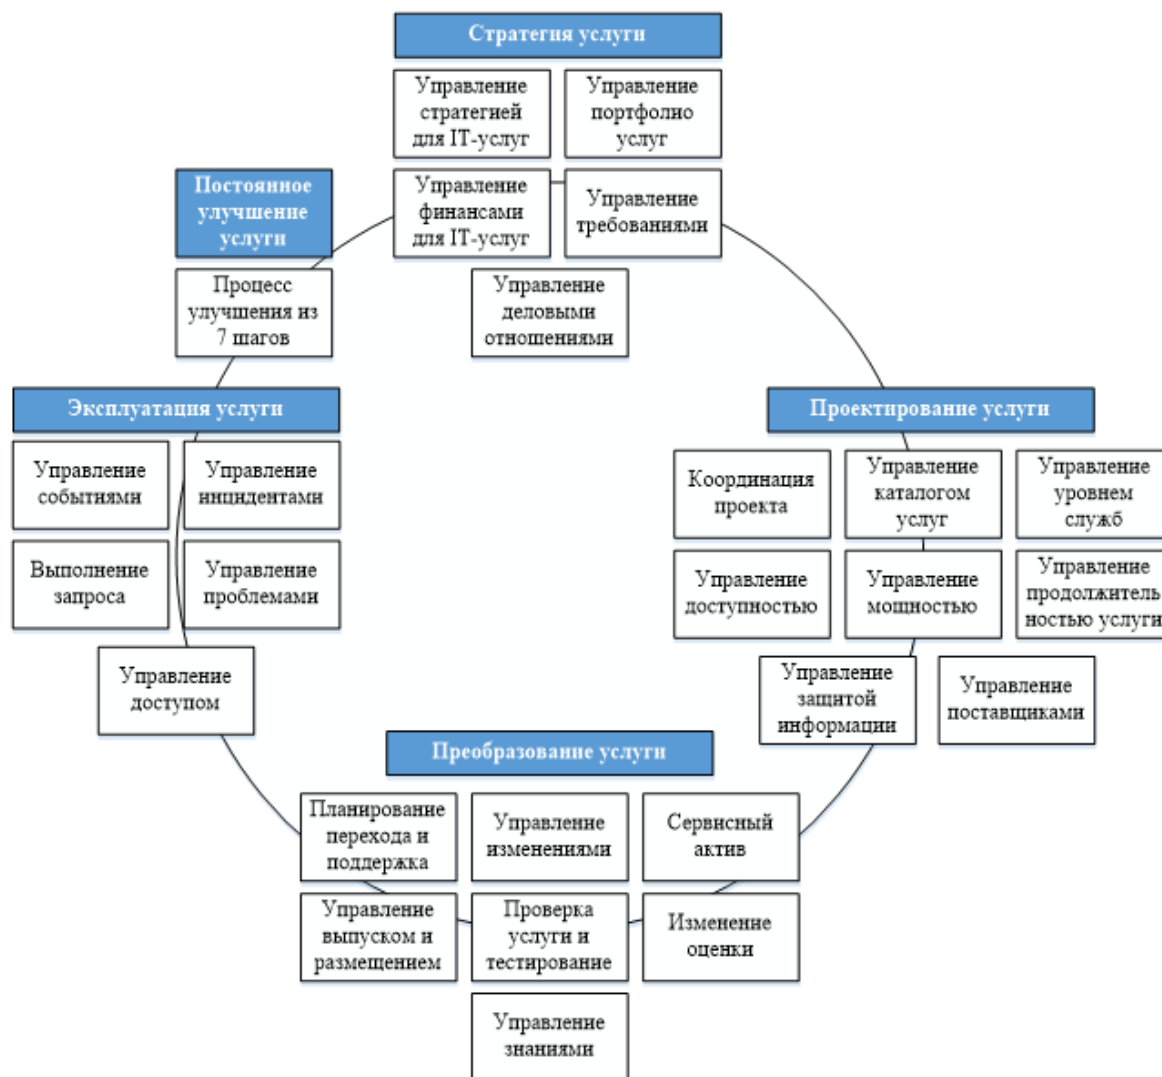 Стратегия услуги
Управление
стратегией
для IT-услуг
Управление
портфолио
услуг
Постоянное
улучшение
услуги
Управление
финансами
для IT-услуг
Управление
требованиями
Процесс
улучшения из
7 шагов
Управление
деловыми
отношениями
Эксплуатация услуги
Управление
событиями
Управление
инцидентами
Выполнение
запроса
Управление
проблемами
Управление
доступом
Проектирование услуги
Координация
проекта
Управление
каталогом
услуг
Управление
уровнем
служб
Управление
доступностью
Управление
мощностью
Управление
продолжитель
ностью услуги
Управление
защитой
информации
Управление
поставщиками
Преобразование услуги
Планирование
перехода и
поддержка
Управление
изменениями
Сервисный
актив
Управление
выпуском и
размещением
Проверка
услуги и
тестирование
Изменение
оценки
Управление
знаниями